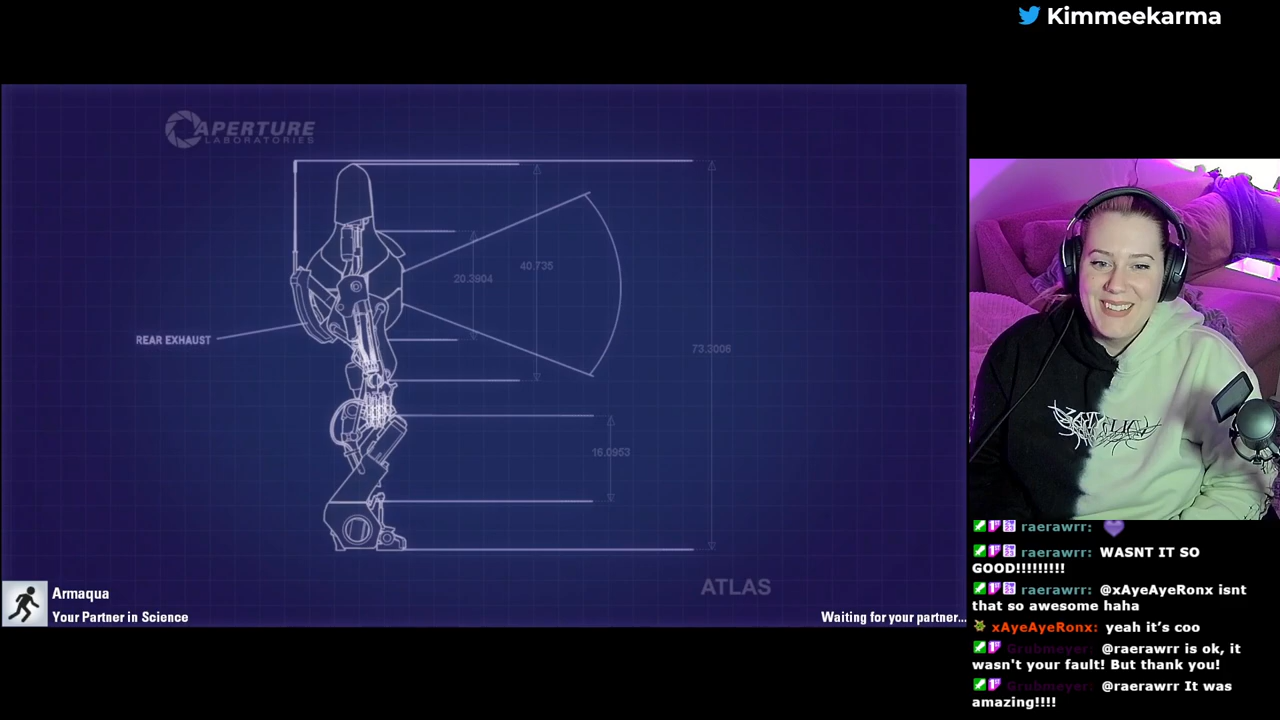 Kimmeekarma
APERTURE
LABORATORIES
40.735
20.3904
REAR EXHAUST
73.3008
16.0953
ATLAS
Armaqua
Your Partner in Science
Waiting for your partner...
raerawrr:
raerawrr: WASNT IT SO
GOOD!!!!!!!!!
raerawrr: @xAyeAyeRonx isnt
that so awesome haha
xAyeAyeRonx: yeah it's coo
Grubmeyer: @raerawrr is ok, it
wasn't your fault! But thank you!
Grubmeyer: @raerawrr It was
amazing!!!!